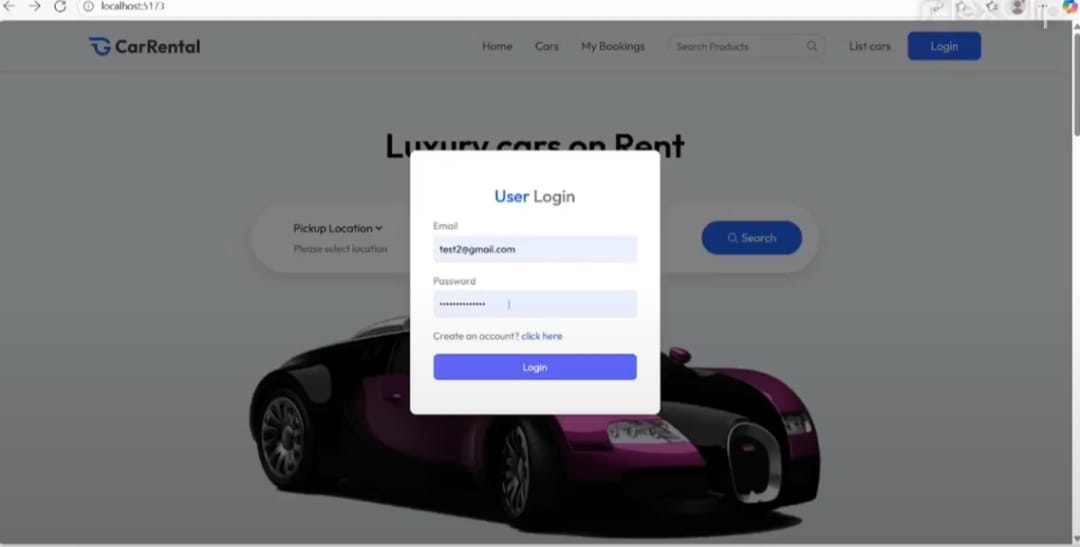 localhost:5173
CarRental
Home Cars My Bookings Search Products List cars Login
Luxury cars on Rent
User Login
Pickup Location
Please select location
Email
test2@gmail.com
Password
••••••••••••••
Create an account? click here
Login
Search